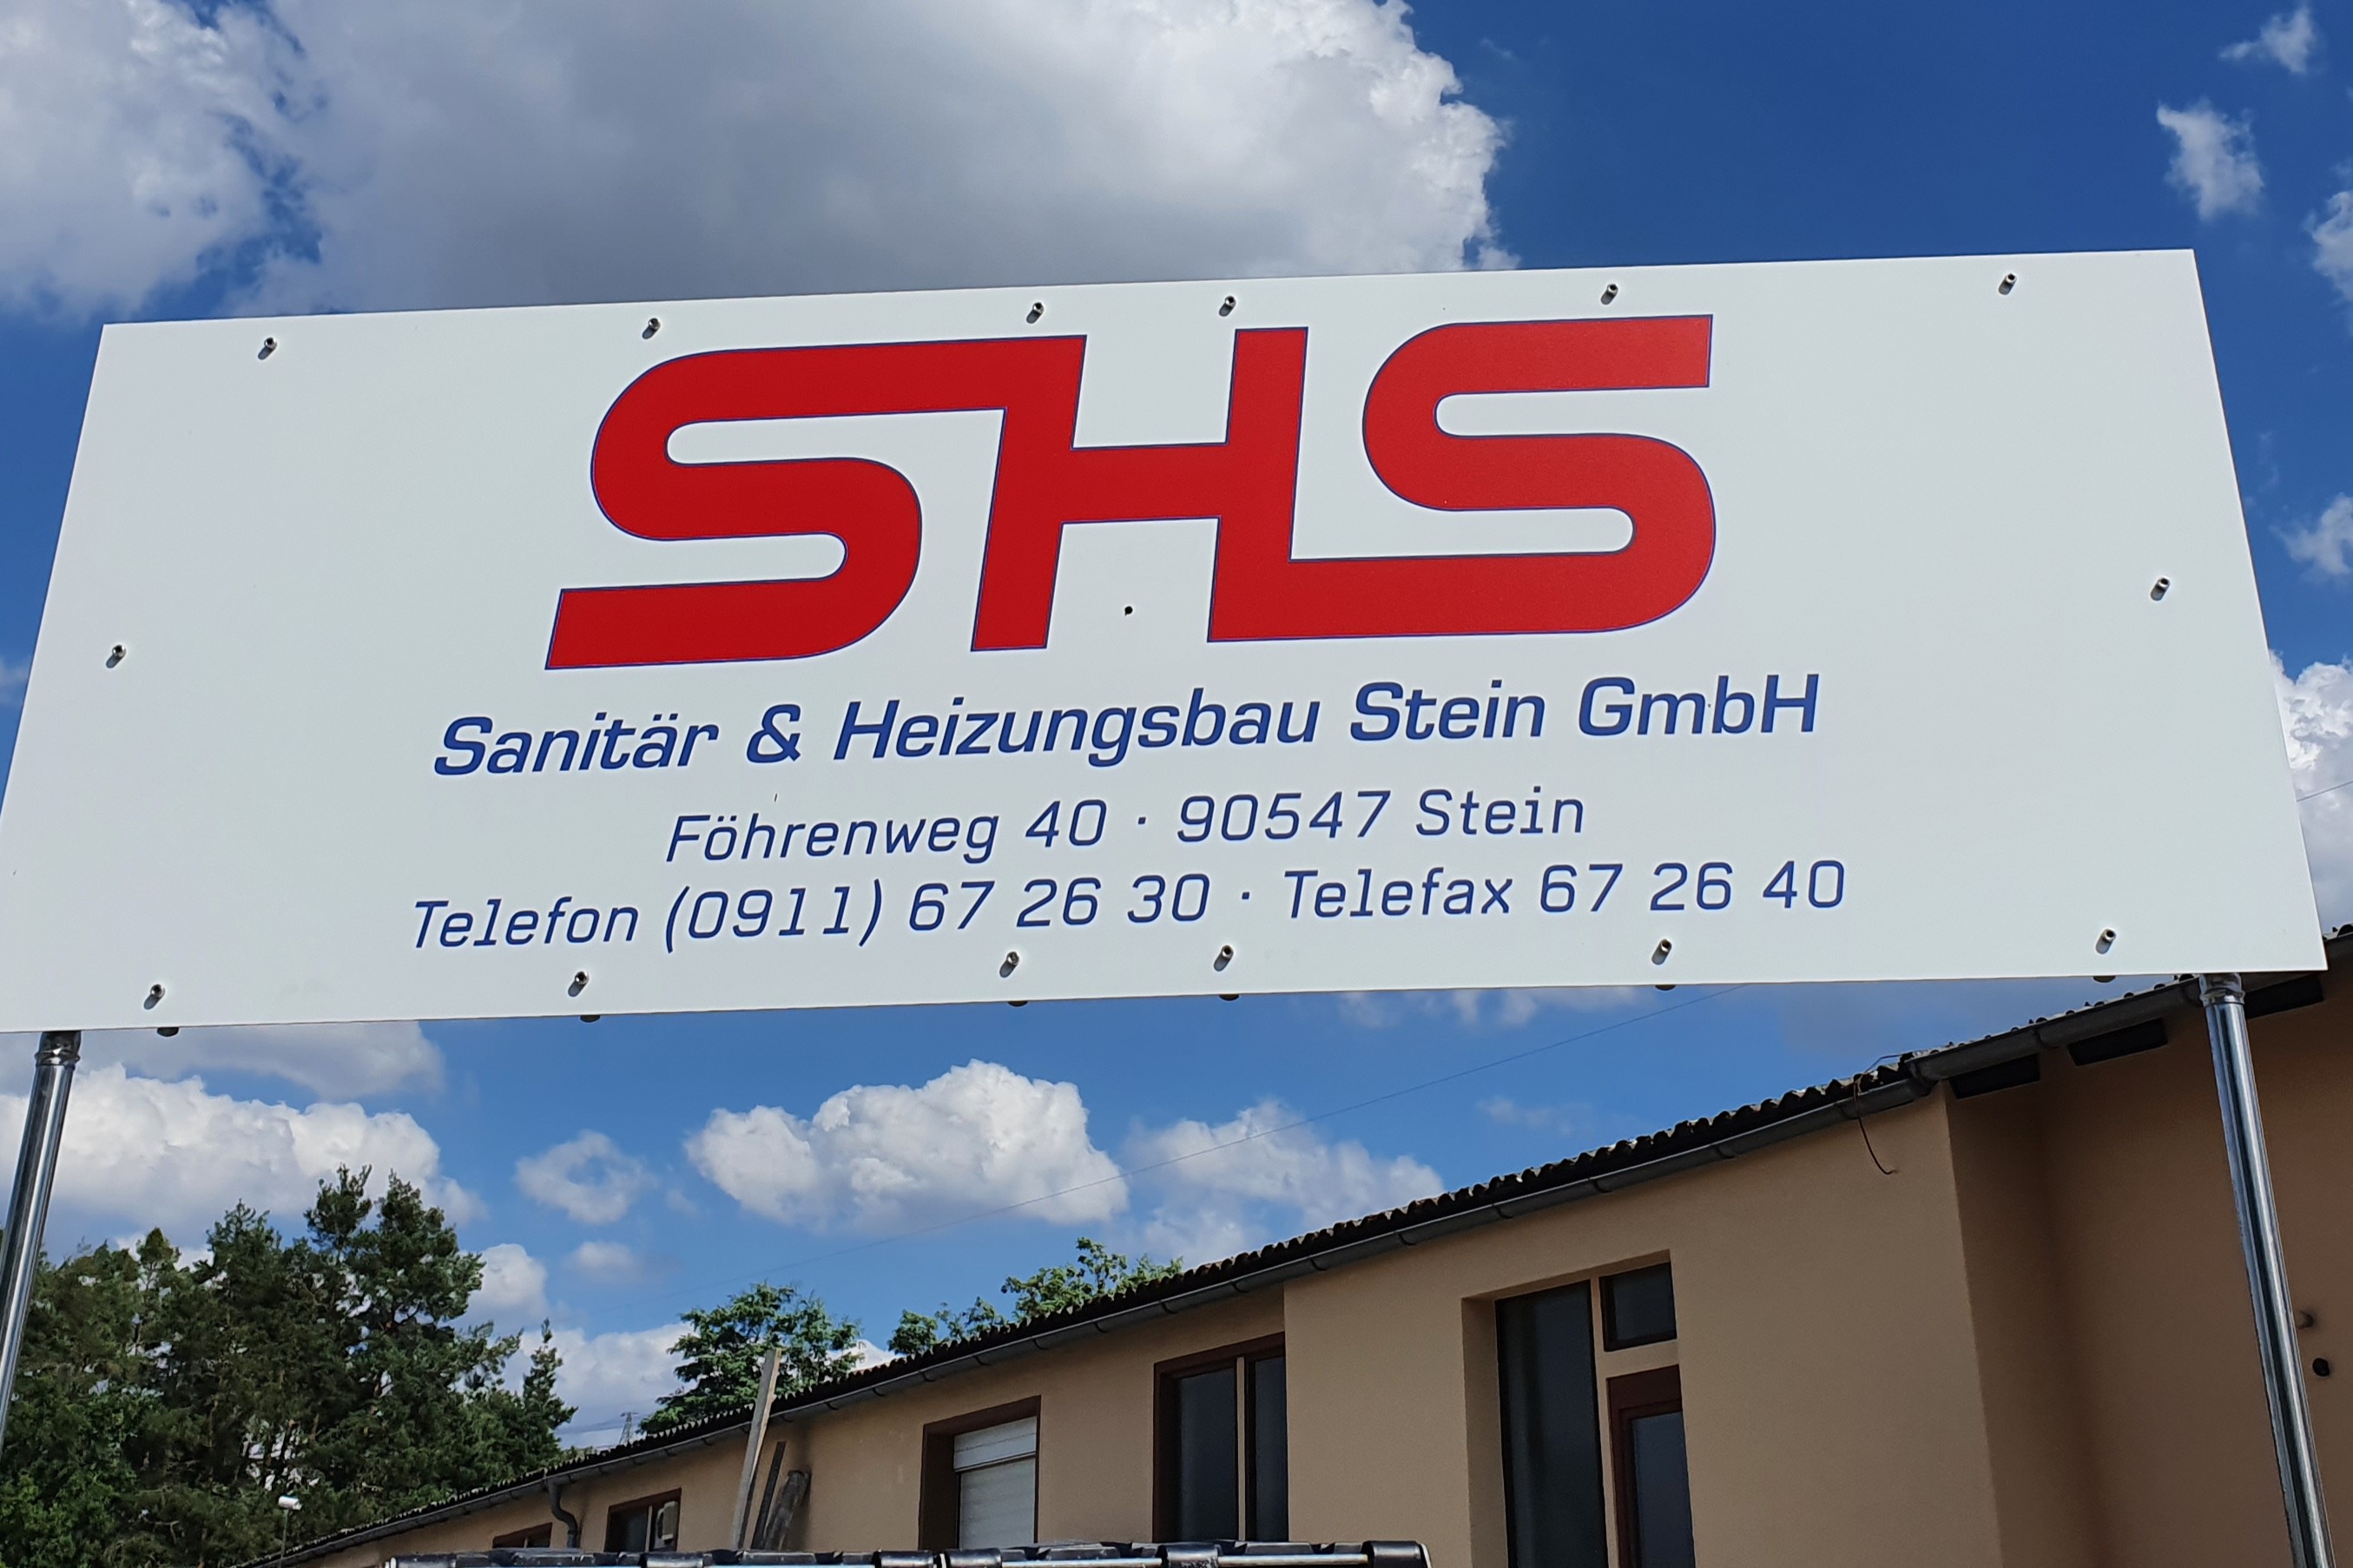 SHS
Sanitär & Heizungsbau Stein GmbH
Föhrenweg 40 · 90547 Stein
Telefon (0911) 67 26 30 · Telefax 67 26 40